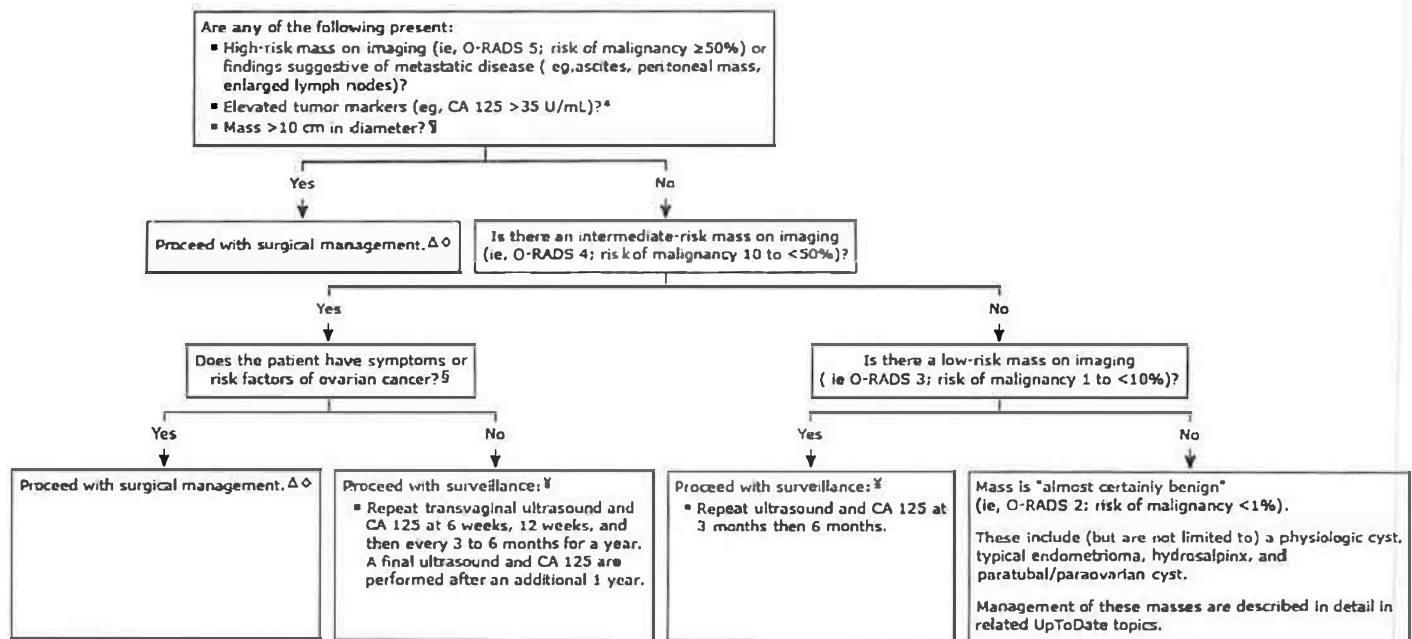 Are any of the following present:
▪ High-risk mass on imaging (ie, O-RADS 5; risk of malignancy ≥50%) or
findings suggestive of metastatic disease ( eg,ascites, peritoneal mass,
enlarged lymph nodes)?
▪ Elevated tumor markers (eg, CA 125 >35 U/mL)?*
▪ Mass >10 cm in diameter?¶
Yes
No
Proceed with surgical management.Δ◊
Is there an intermediate-risk mass on imaging
(ie, O-RADS 4; risk of malignancy 10 to <50%)?
Yes
No
Does the patient have symptoms or
risk factors of ovarian cancer?§
Is there a low-risk mass on imaging
( ie O-RADS 3; risk of malignancy 1 to <10%)?
Yes
No
Yes
No
Proceed with surgical management.Δ◊
Proceed with surveillance:¥
▪ Repeat transvaginal ultrasound and
CA 125 at 6 weeks, 12 weeks, and
then every 3 to 6 months for a year.
A final ultrasound and CA 125 are
performed after an additional 1 year.
Proceed with surveillance:¥
▪ Repeat ultrasound and CA 125 at
3 months then 6 months.
Mass is "almost certainly benign"
(ie, O-RADS 2; risk of malignancy <1%).
These include (but are not limited to) a physiologic cyst,
typical endometrioma, hydrosalpinx, and
paratubal/paraovarian cyst.
Management of these masses are described in detail in
related UpToDate topics.